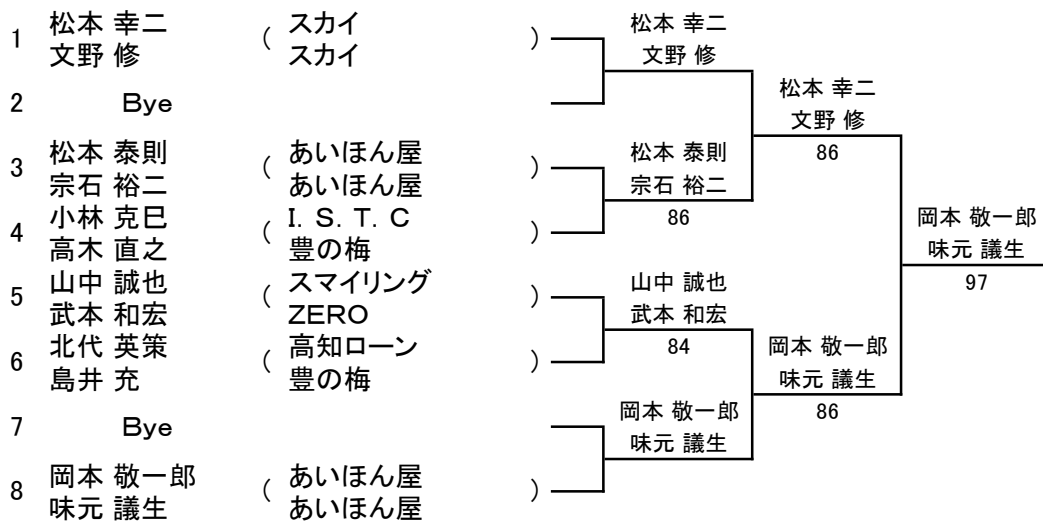 1 松本 幸二 ( スカイ )
文野 修 スカイ
2 Bye
3 松本 泰則 ( あいほん屋 )
宗石 裕二 あいほん屋
4 小林 克巳 ( I. S. T. C )
高木 直之 豊の梅
5 山中 誠也 ( スマイリング )
武本 和宏 ZERO
6 北代 英策 ( 高知ローン )
島井 充 豊の梅
7 Bye
8 岡本 敬一郎 ( あいほん屋 )
味元 議生 あいほん屋
松本 幸二
文野 修
松本 泰則
宗石 裕二
86
山中 誠也
武本 和宏
84
岡本 敬一郎
味元 議生
松本 幸二
文野 修
86
岡本 敬一郎
味元 議生
86
岡本 敬一郎
味元 議生
97